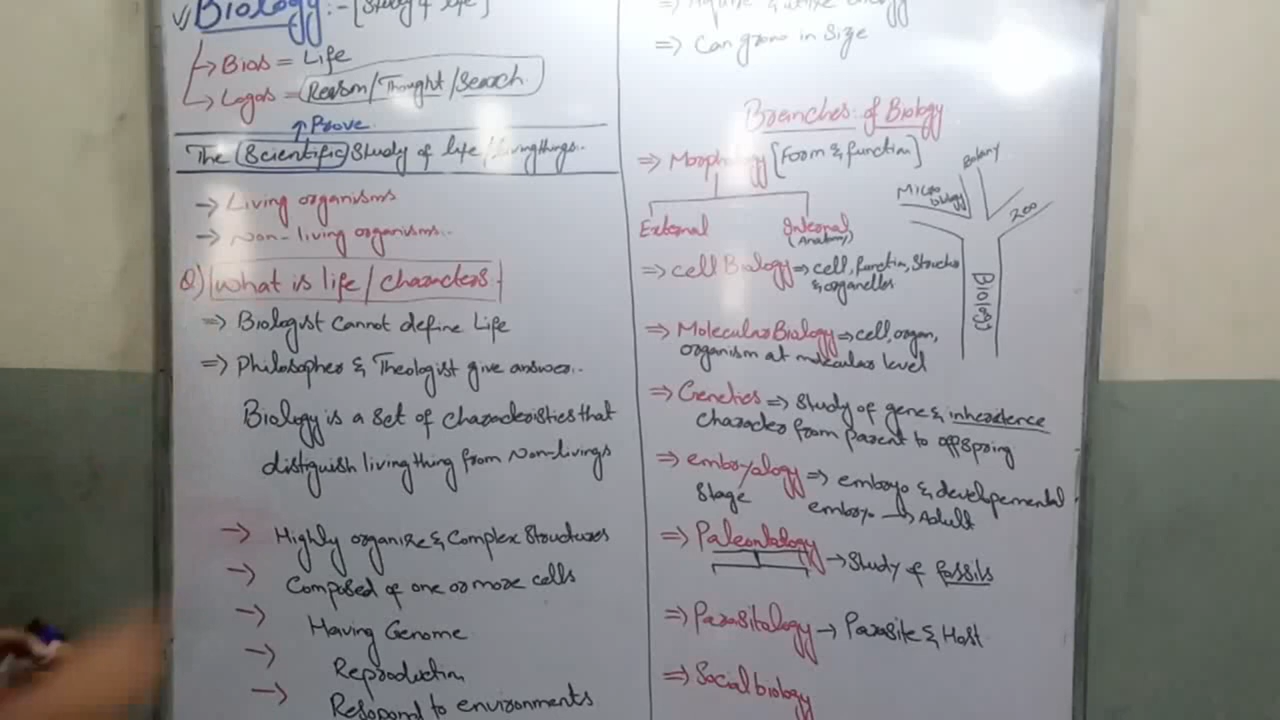 Biology :- [Study of life]
→ Bios = Life
→ Logos = Reason/Thought/Search
↑ Prove
The Scientific Study of life/Livingthings..
→ Living organisms
→ Non-living organisms..
Q) What is life/characters
⇒ Biologist Cannot define Life
⇒ Philosopher & Theologist give answer..
Biology is a set of characteristics that
distiguish living thing from Non-livings
→ Highly organize & Complex Structures
→ Composed of one or more cells
→ Having Genome
→ Reproduction
→ Respond to environments
⇒ Can grow in Size
Branches of Biology
⇒ Morphology [Form & function]
External Internal
(Anatomy)
⇒ cell Biology ⇒ cell, function, Structure
& organelles
⇒ Molecular Biology ⇒ cell, organ,
organism at molecular level
⇒ Genetics ⇒ Study of gene & inheredence
character from parent to offspring
⇒ embryology ⇒ embryo & developemental
Stage embryo → Adult
⇒ Paleontology → Study of fossils
⇒ Parasitology → Parasite & Host
⇒ Social biology
Botany
Micro
biology
Zoo
Biology